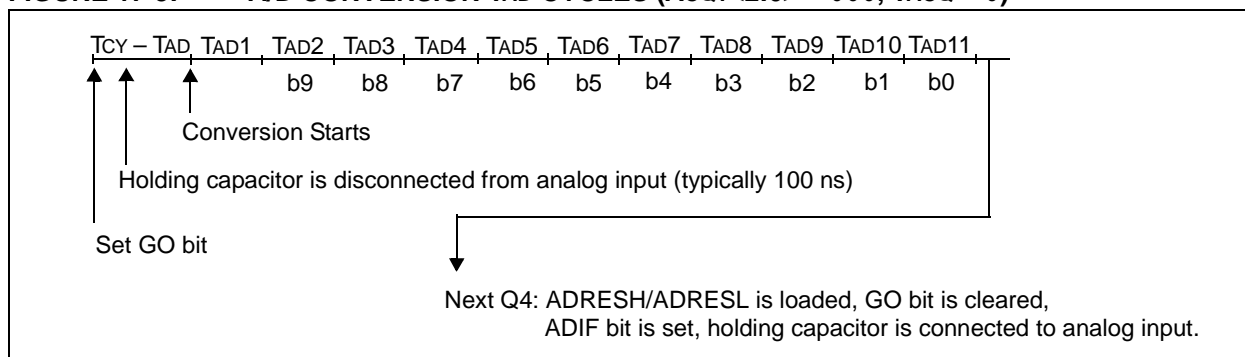 TCY – TAD TAD1 TAD2 TAD3 TAD4 TAD5 TAD6 TAD7 TAD8 TAD9 TAD10 TAD11
b9 b8 b7 b6 b5 b4 b3 b2 b1 b0
Conversion Starts
Holding capacitor is disconnected from analog input (typically 100 ns)
Set GO bit
Next Q4: ADRESH/ADRESL is loaded, GO bit is cleared,
ADIF bit is set, holding capacitor is connected to analog input.